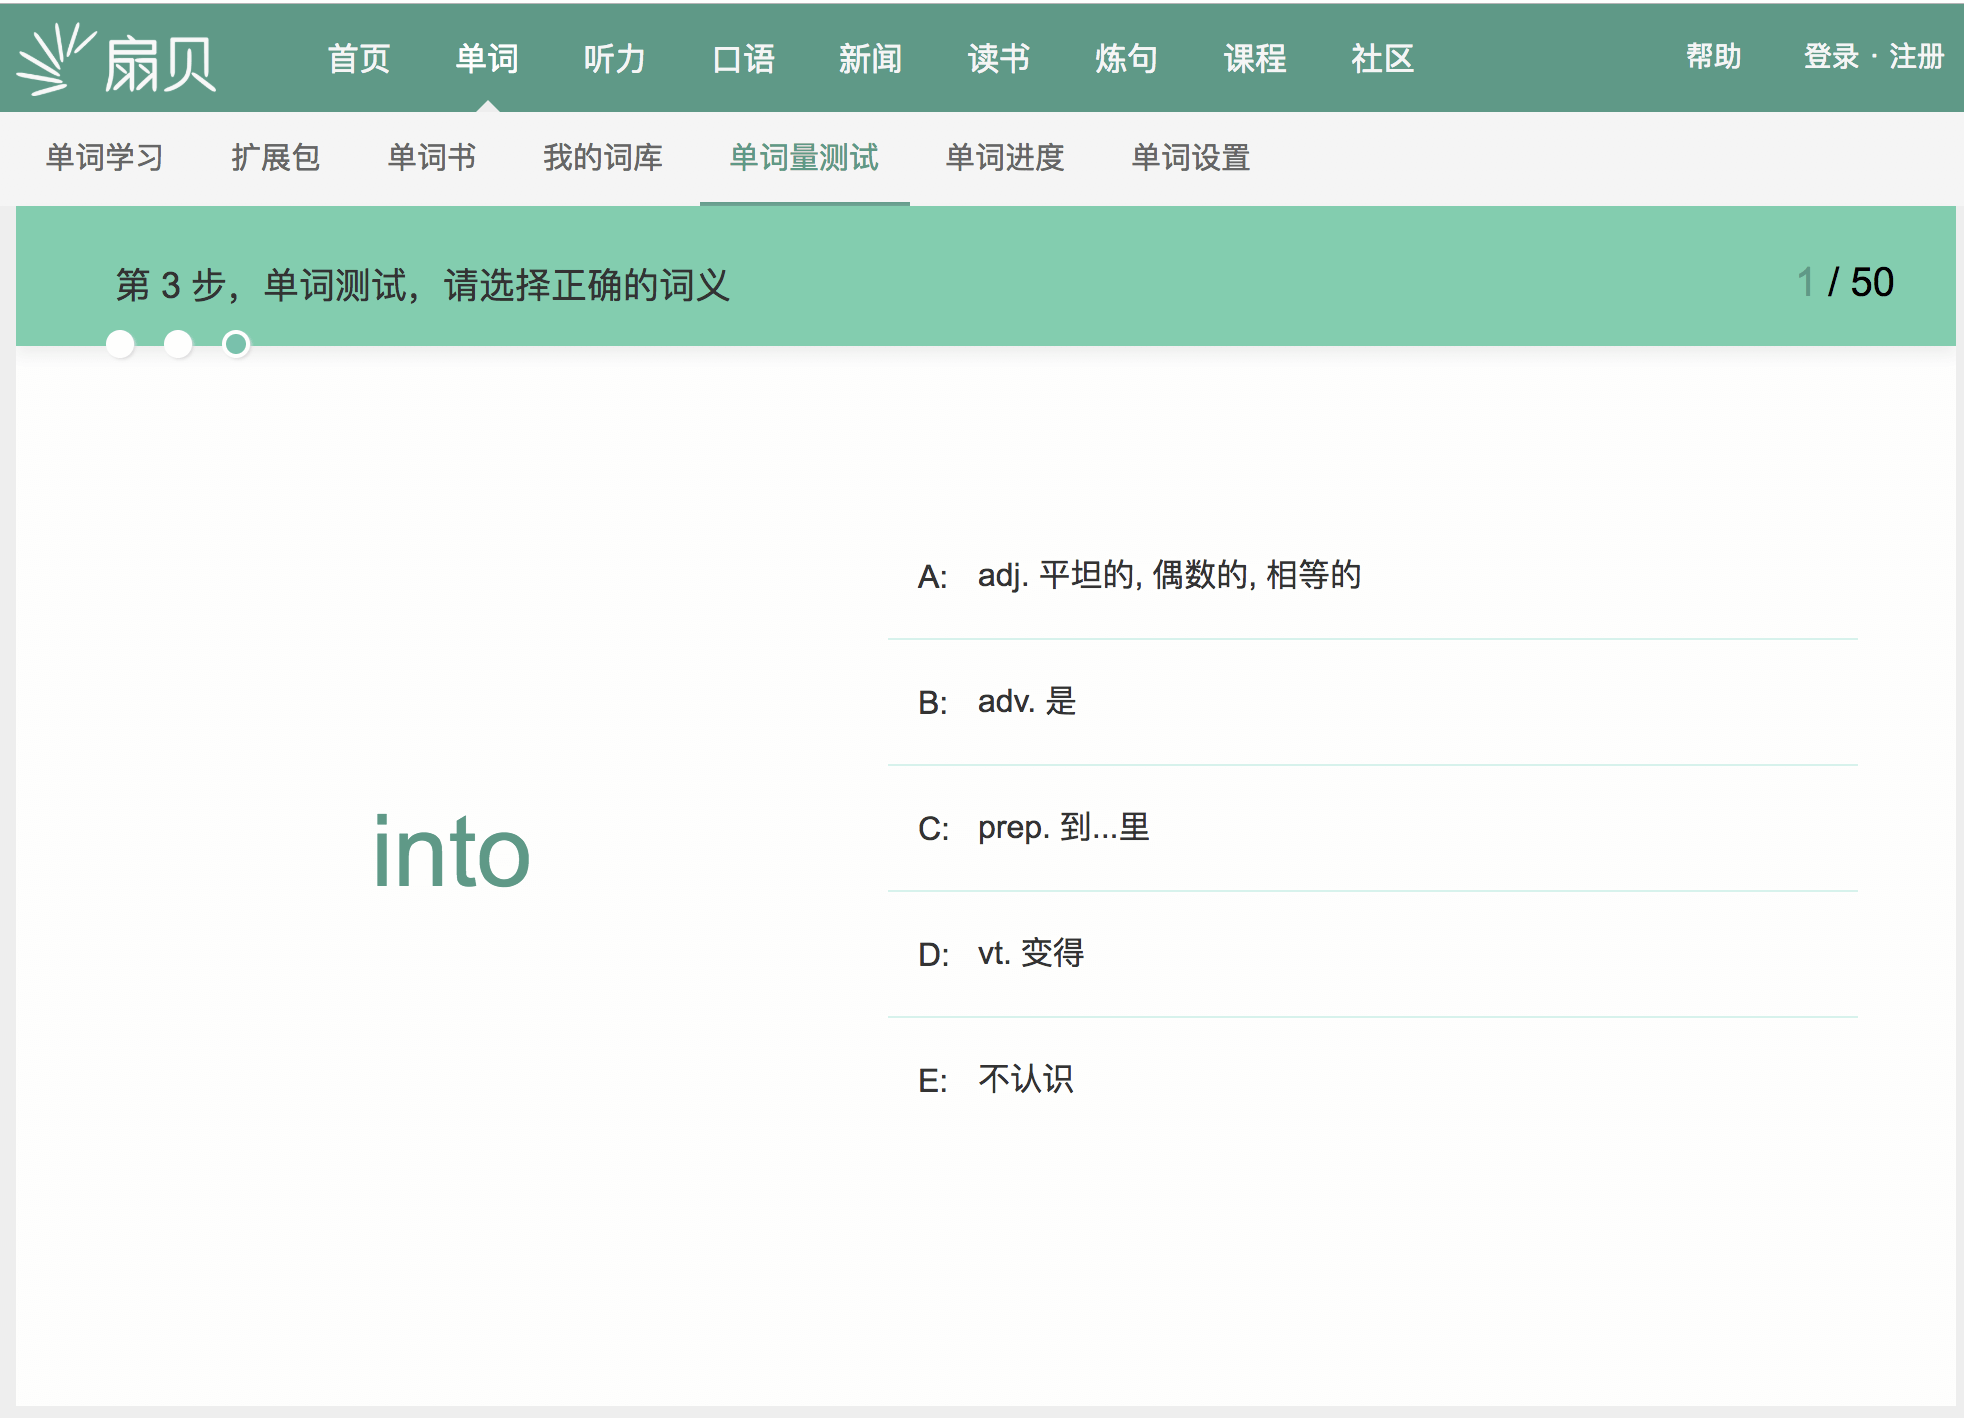 扇贝 首页 单词 听力 口语 新闻 读书 炼句 课程 社区 帮助 登录 · 注册
单词学习 扩展包 单词书 我的词库 单词量测试 单词进度 单词设置
第 3 步，单词测试，请选择正确的词义 1 / 50
into
A: adj. 平坦的, 偶数的, 相等的
B: adv. 是
C: prep. 到...里
D: vt. 变得
E: 不认识